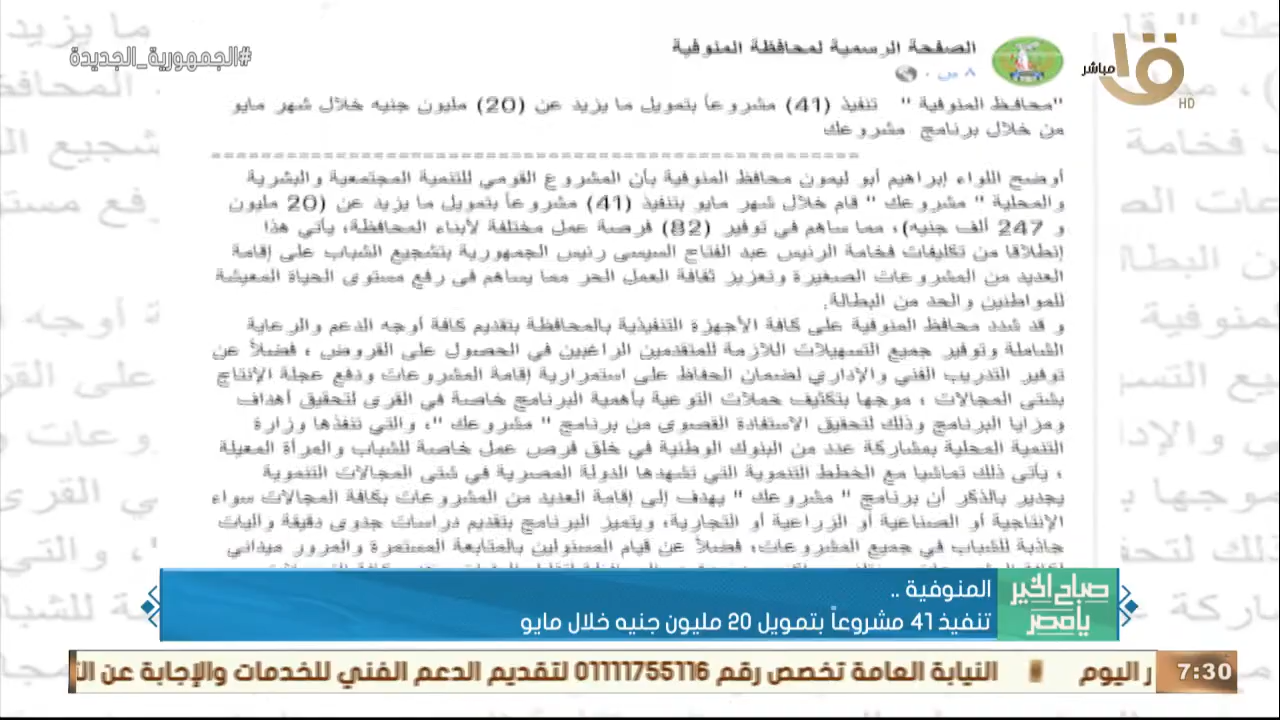 #الجمهورية_الجديدة
مباشر
HD
الصفحة الرسمية لمحافظة المنوفية
٨ س ·
"محافظ المنوفية " تنفيذ (41) مشروعاً بتمويل ما يزيد عن (20) مليون جنيه خلال شهر مايو
من خلال برنامج مشروعك
--------------------------------------------------
أوضح اللواء إبراهيم أبو ليمون محافظ المنوفية بأن المشروع القومي للتنمية المجتمعية والبشرية
والمحلية " مشروعك " قام خلال شهر مايو بتنفيذ (41) مشروعاً بتمويل ما يزيد عن (20 مليون
و 247 ألف جنيه)، مما ساهم في توفير (82) فرصة عمل مختلفة لأبناء المحافظة، يأتي هذا
إنطلاقا من تكليفات فخامة الرئيس عبد الفتاح السيسى رئيس الجمهورية بتشجيع الشباب على إقامة
العديد من المشروعات الصغيرة وتعزيز ثقافة العمل الحر مما يساهم فى رفع مستوى الحياة المعيشة
للمواطنين والحد من البطالة.
و قد شدد محافظ المنوفية على كافة الأجهزة التنفيذية بالمحافظة بتقديم كافة أوجه الدعم والرعاية
الشاملة وتوفير جميع التسهيلات اللازمة للمتقدمين الراغبين في الحصول على القروض ، فضلاً عن
توفير التدريب الفني والإداري لضمان الحفاظ على استمرارية إقامة المشروعات ودفع عجلة الإنتاج
بشتى المجالات ، موجها بتكثيف حملات التوعية بأهمية البرنامج خاصة في القرى لتحقيق أهداف
ومزايا البرنامج وذلك لتحقيق الاستفادة القصوى من برنامج " مشروعك "، والتي تنفذها وزارة
التنمية المحلية بمشاركة عدد من البنوك الوطنية في خلق فرص عمل خاصة للشباب والمرأة المعيلة
، يأتى ذلك تماشيا مع الخطط التنموية التي تشهدها الدولة المصرية في شتى المجالات التنموية
يجدير بالذكر أن برنامج " مشروعك " يهدف إلى إقامة العديد من المشروعات بكافة المجالات سواء
الإنتاجية أو الصناعية أو الزراعية أو التجارية، ويتميز البرنامج بتقديم دراسات جدوى دقيقة واليات
جاذبة للشباب في جميع المشروعات، فضلاً عن قيام المسئولين بالمتابعة المستمرة والمرور ميداني
صباح الخير يا مصر
المنوفية ..
تنفيذ 41 مشروعاً بتمويل 20 مليون جنيه خلال مايو
7:30
ر اليوم
النيابة العامة تخصص رقم 01111755116 لتقديم الدعم الفني للخدمات والإجابة عن الت